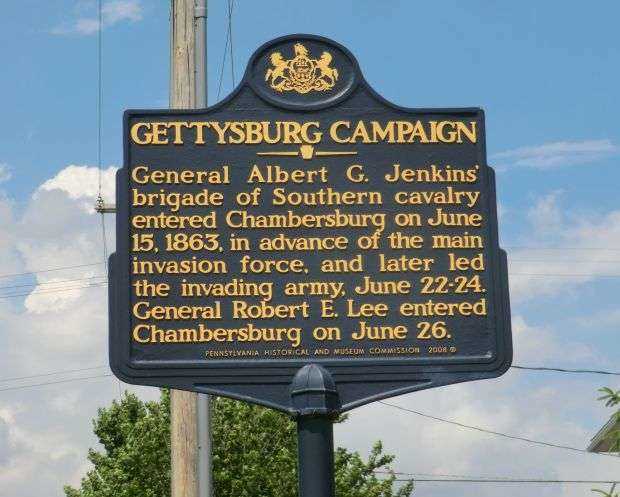 GETTYSBURG CAMPAIGN
General Albert G. Jenkins'
brigade of Southern cavalry
entered Chambersburg on June
15, 1863, in advance of the main
invasion force, and later led
the invading army, June 22-24.
General Robert E. Lee entered
Chambersburg on June 26.
PENNSYLVANIA HISTORICAL AND MUSEUM COMMISSION 2008 ®